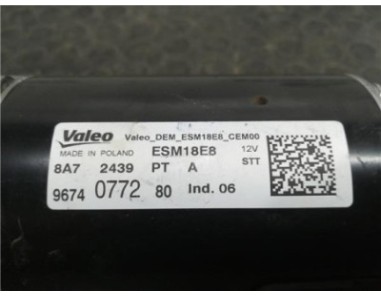 Valeo Valeo_DEM_ESM18E8_CEM00
MADE IN POLAND ESM18E8 12V
8A7 2439 PT A STT
9674 0772 80 Ind. 06